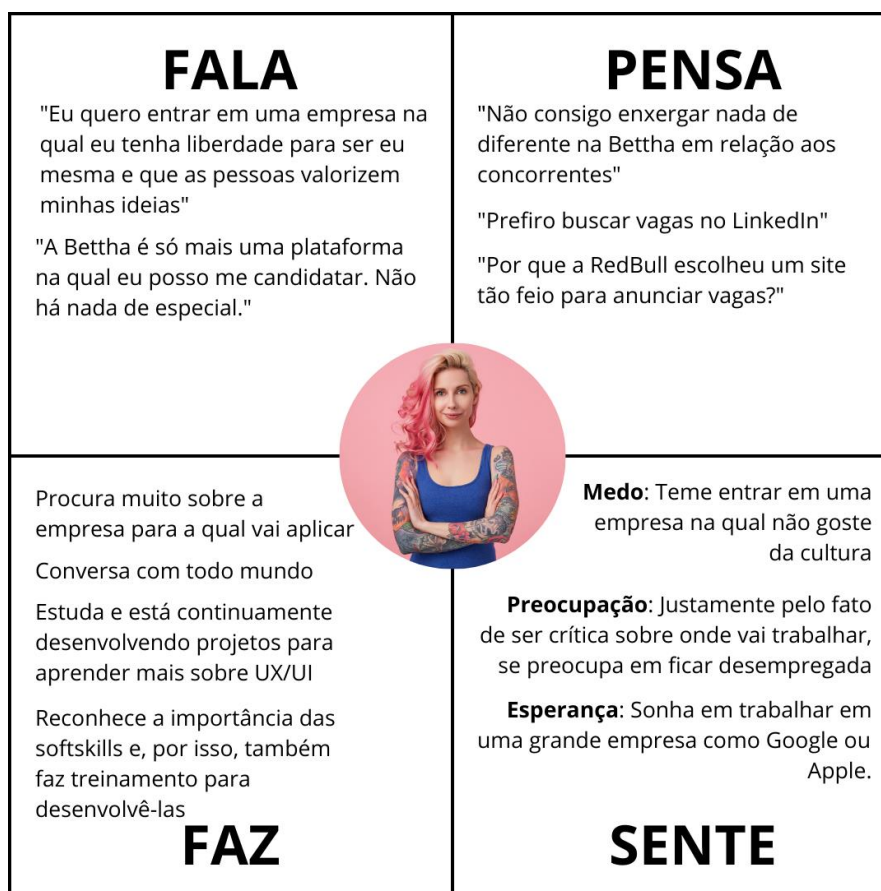 FALA
"Eu quero entrar em uma empresa na
qual eu tenha liberdade para ser eu
mesma e que as pessoas valorizem
minhas ideias"
"A Bettha é só mais uma plataforma
na qual eu posso me candidatar. Não
há nada de especial."
PENSA
"Não consigo enxergar nada de
diferente na Bettha em relação aos
concorrentes"
"Prefiro buscar vagas no LinkedIn"
"Por que a RedBull escolheu um site
tão feio para anunciar vagas?"
Procura muito sobre a
empresa para a qual vai aplicar
Conversa com todo mundo
Estuda e está continuamente
desenvolvendo projetos para
aprender mais sobre UX/UI
Reconhece a importância das
softskills e, por isso, também
faz treinamento para
desenvolvê-las
FAZ
Medo: Teme entrar em uma
empresa na qual não goste
da cultura
Preocupação: Justamente pelo fato
de ser crítica sobre onde vai trabalhar,
se preocupa em ficar desempregada
Esperança: Sonha em trabalhar em
uma grande empresa como Google ou
Apple.
SENTE